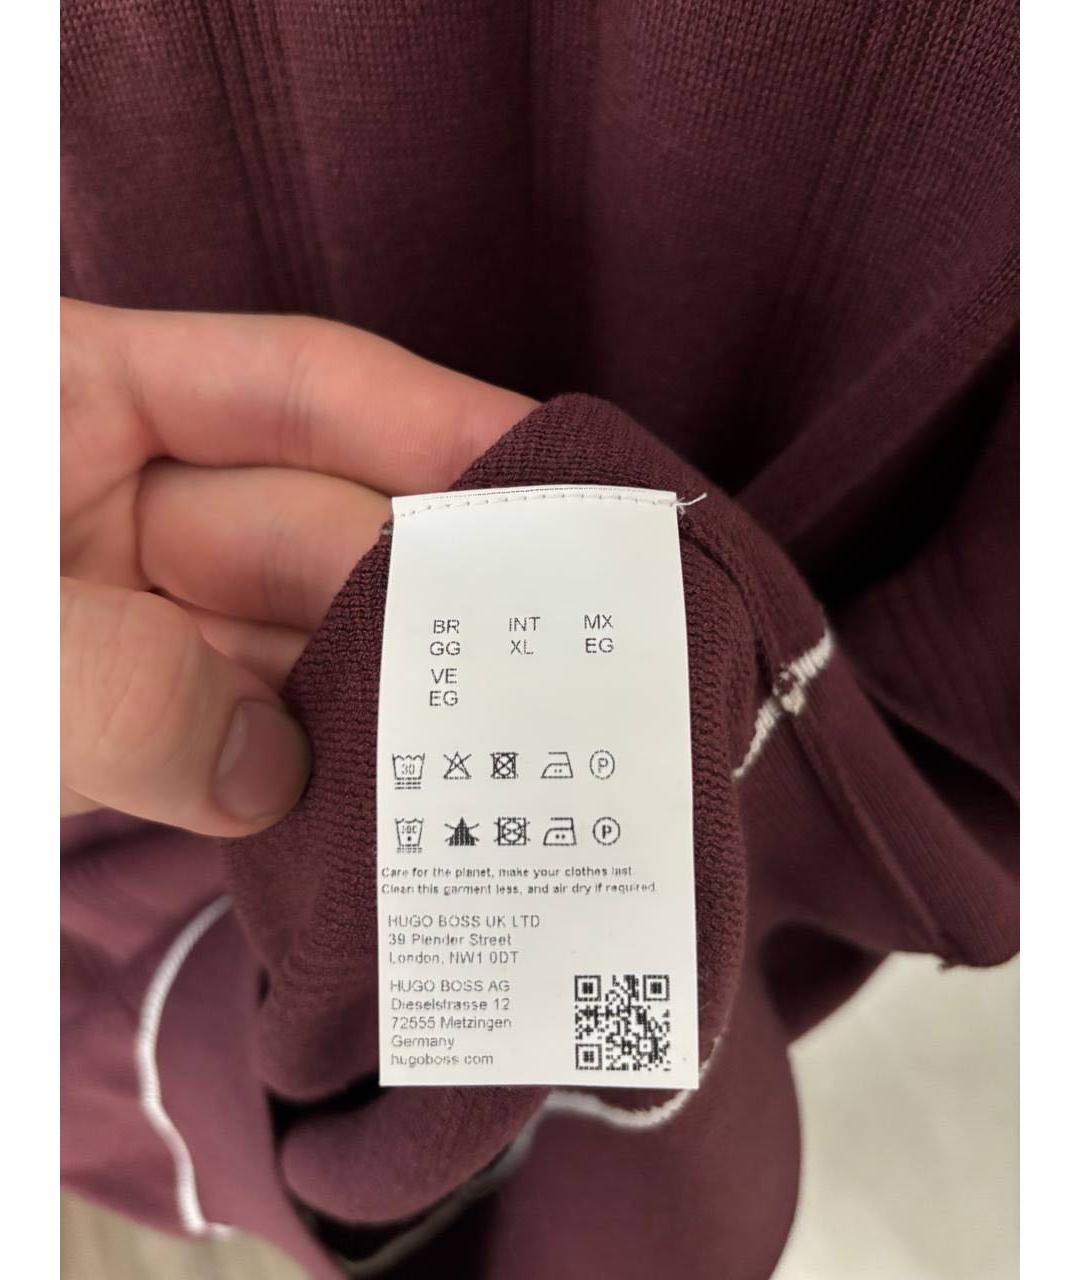 BR INT MX
GG XL EG
VE
EG
30 P
30C P
Care for the planet, make your clothes last.
Clean this garment less, and air dry if required.
HUGO BOSS UK LTD
39 Plender Street
London, NW1 0DT
HUGO BOSS AG
Dieselstrasse 12
72555 Metzingen
Germany
hugoboss.com